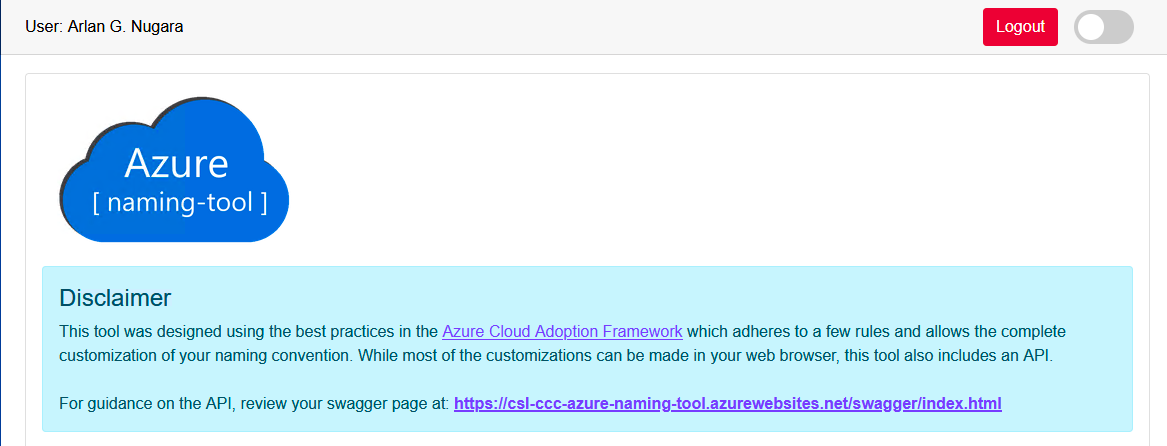 User: Arlan G. Nugara
Logout
Azure
[ naming-tool ]
Disclaimer
This tool was designed using the best practices in the Azure Cloud Adoption Framework which adheres to a few rules and allows the complete
customization of your naming convention. While most of the customizations can be made in your web browser, this tool also includes an API.
For guidance on the API, review your swagger page at: https://csl-ccc-azure-naming-tool.azurewebsites.net/swagger/index.html